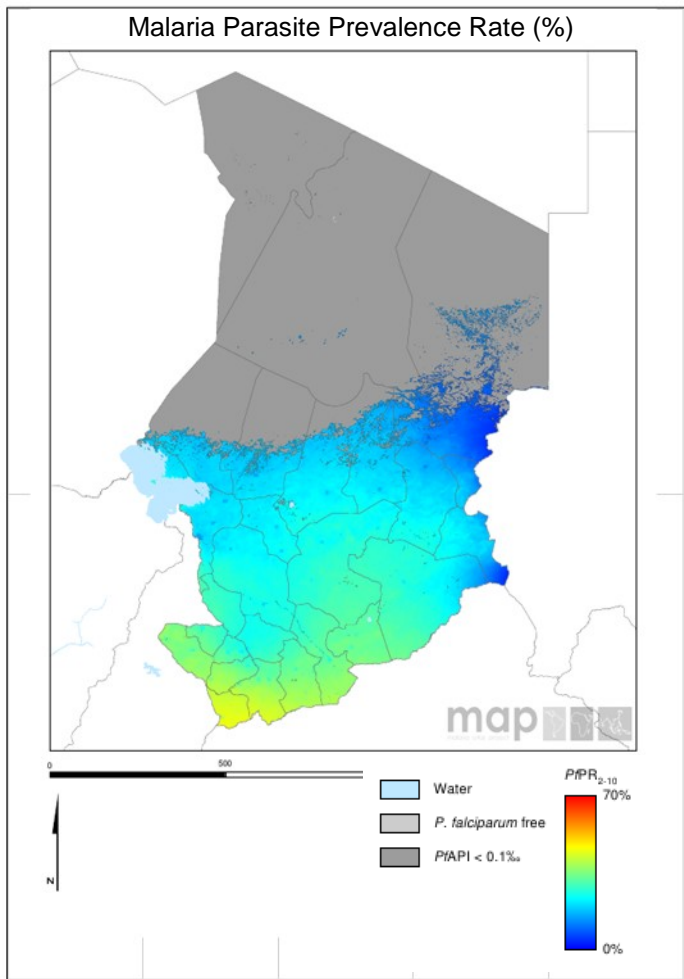 Malaria Parasite Prevalence Rate (%)
map
0 500
N
Water
P. falciparum free
PfAPI < 0.1‰
PfPR2-10
70%
0%